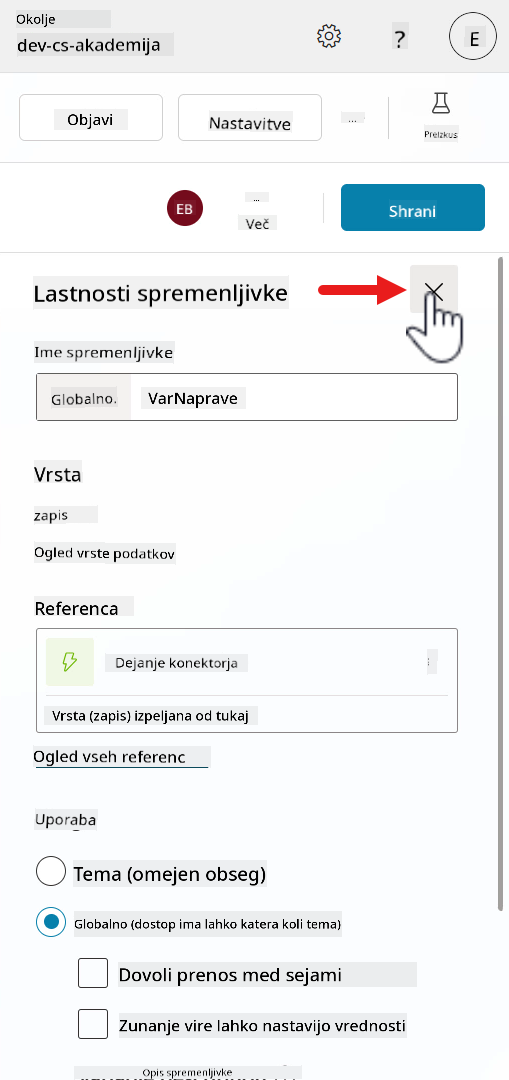 Okolje
dev-cs-akademija
?
E
Objavi
Nastavitve
...
Preizkus
EB
...
Več
Shrani
Lastnosti spremenljivke
Ime spremenljivke
Globalno.
VarNaprave
Vrsta
zapis
Ogled vrste podatkov
Referenca
Dejanje konektorja
Vrsta (zapis) izpeljana od tukaj
Ogled vseh referenc
Uporaba
Tema (omejen obseg)
Globalno (dostop ima lahko katera koli tema)
Dovoli prenos med sejami
Zunanje vire lahko nastavijo vrednosti
Opis spremenljivke